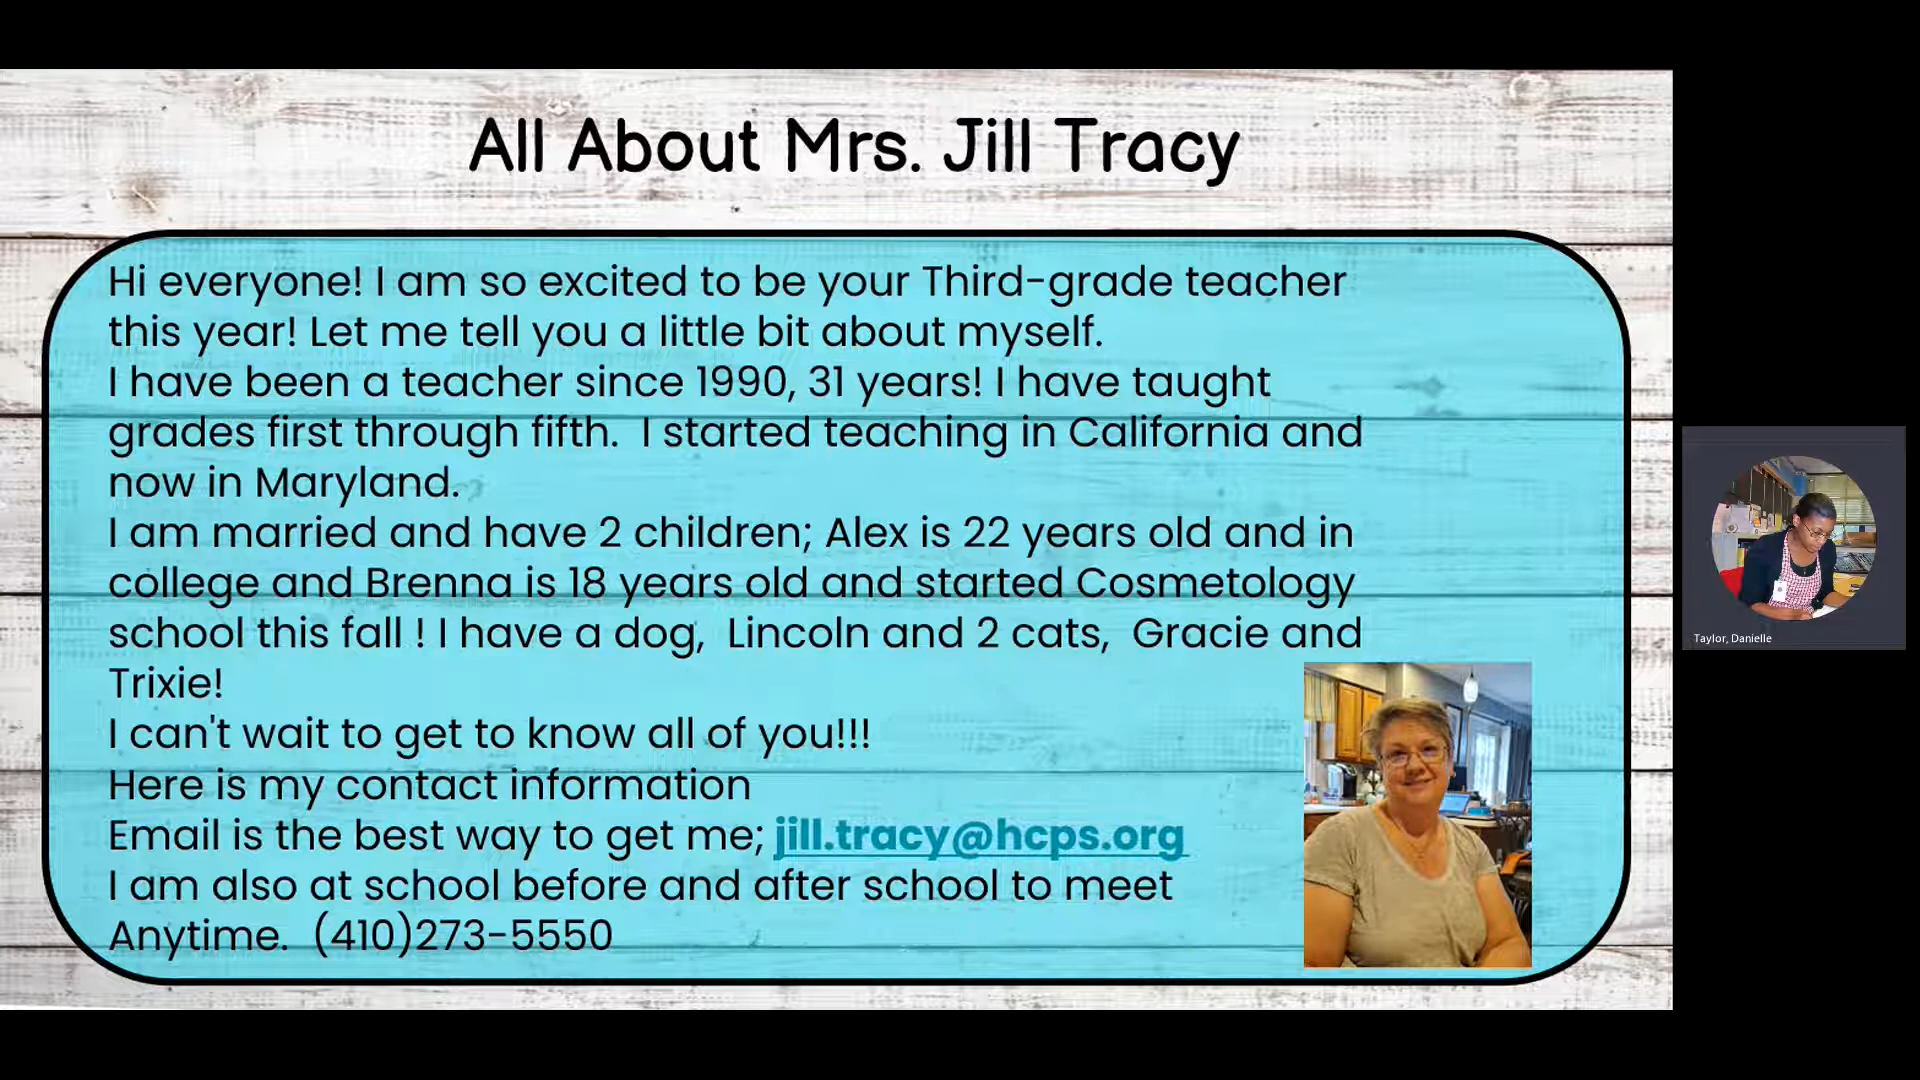 All About Mrs. Jill Tracy
Hi everyone! I am so excited to be your Third-grade teacher
this year! Let me tell you a little bit about myself.
I have been a teacher since 1990, 31 years! I have taught
grades first through fifth.  I started teaching in California and
now in Maryland.
I am married and have 2 children; Alex is 22 years old and in
college and Brenna is 18 years old and started Cosmetology
school this fall ! I have a dog,  Lincoln and 2 cats,  Gracie and
Trixie!
I can't wait to get to know all of you!!!
Here is my contact information
Email is the best way to get me; jill.tracy@hcps.org
I am also at school before and after school to meet
Anytime.  (410)273-5550
Taylor, Danielle